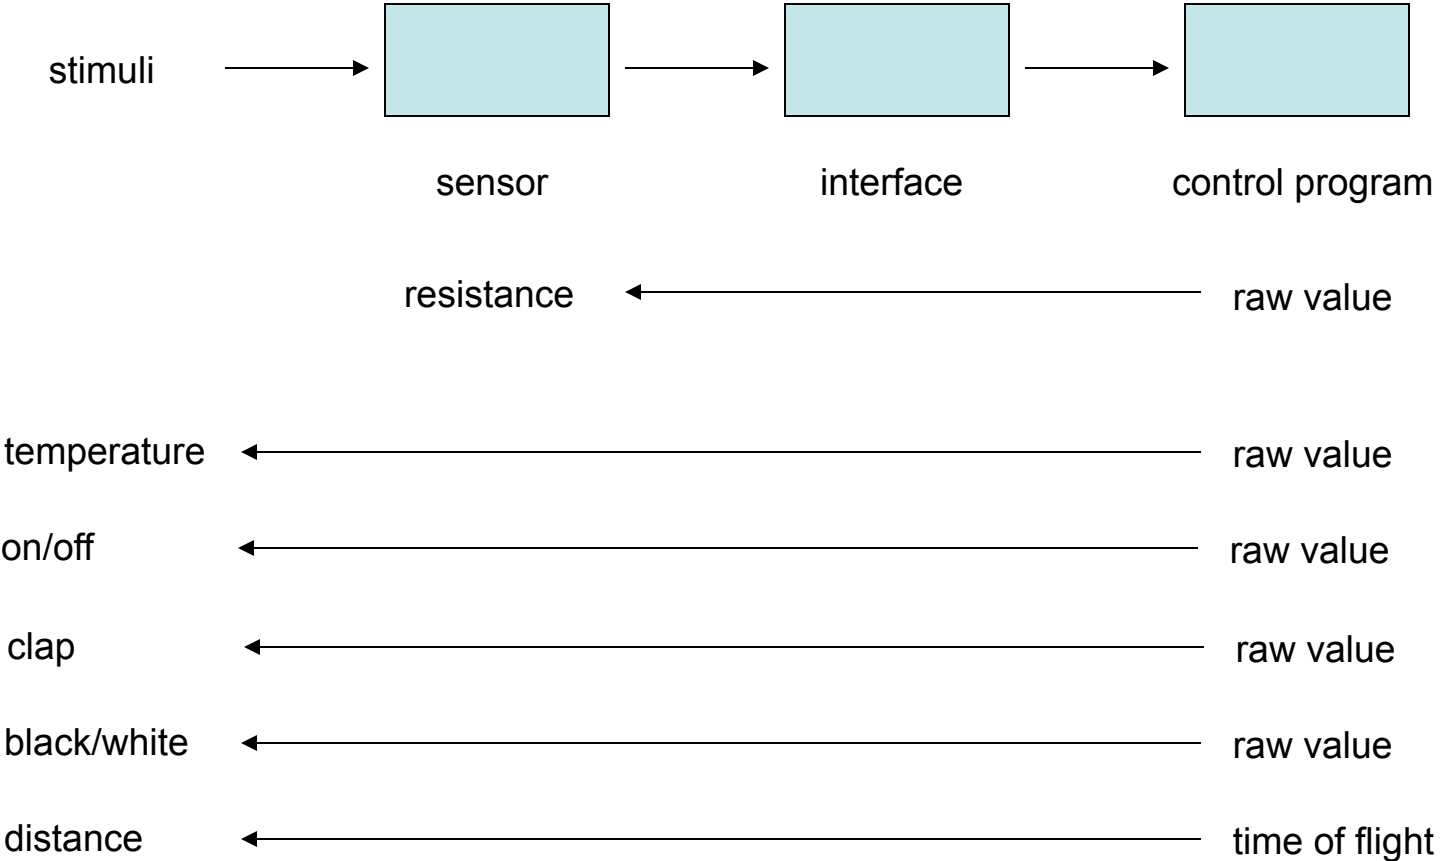 stimuli
sensor interface control program
resistance raw value
temperature raw value
on/off raw value
clap raw value
black/white raw value
distance time of flight